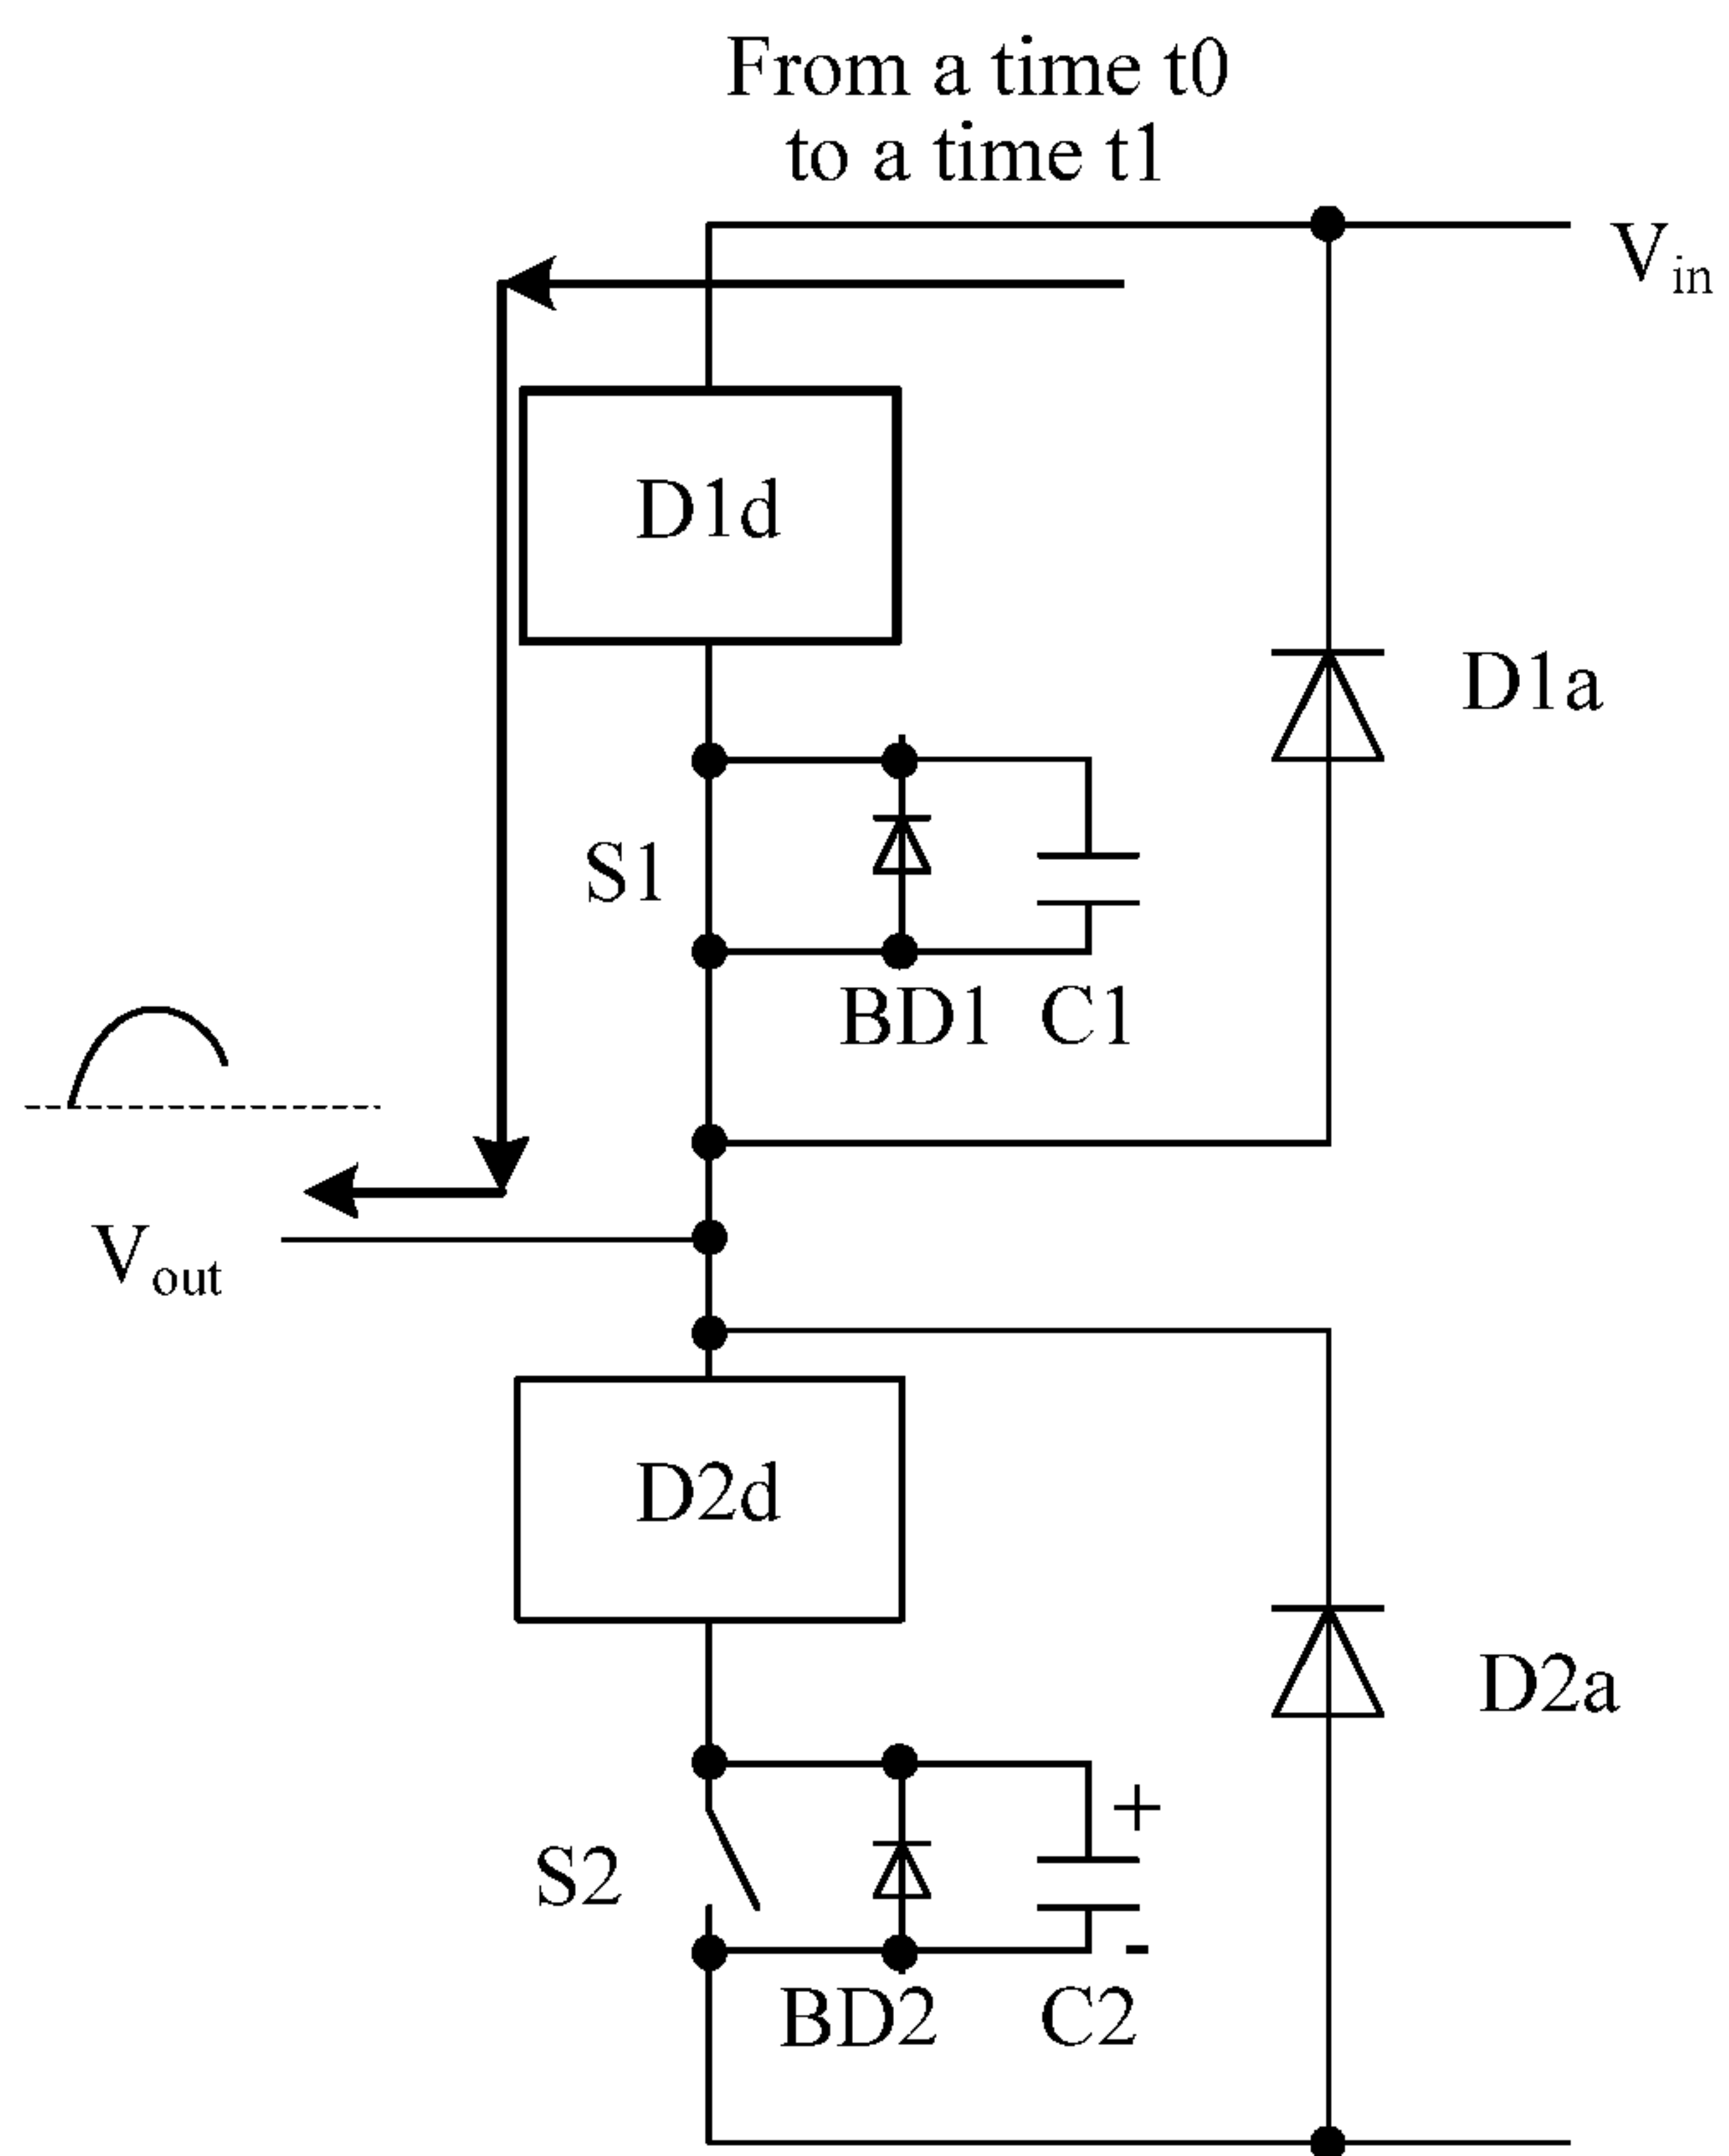 From a time t0
to a time t1
Vin
D1d
D1a
S1
BD1 C1
Vout
D2d
D2a
+
S2
-
BD2 C2